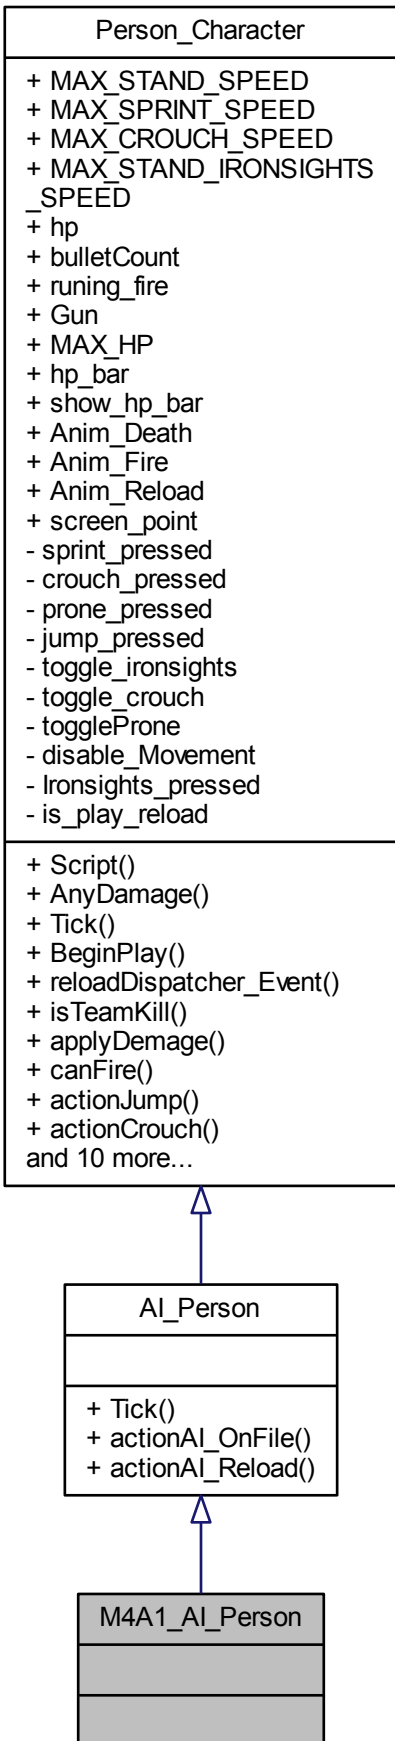 Person_Character
+ MAX_STAND_SPEED
+ MAX_SPRINT_SPEED
+ MAX_CROUCH_SPEED
+ MAX_STAND_IRONSIGHTS
_SPEED
+ hp
+ bulletCount
+ runing_fire
+ Gun
+ MAX_HP
+ hp_bar
+ show_hp_bar
+ Anim_Death
+ Anim_Fire
+ Anim_Reload
+ screen_point
- sprint_pressed
- crouch_pressed
- prone_pressed
- jump_pressed
- toggle_ironsights
- toggle_crouch
- togglProne
- disable_Movement
- Ironsights_pressed
- is_play_reload
+ Script()
+ AnyDamage()
+ Tick()
+ BeginPlay()
+ reloadDispatcher_Event()
+ isTeamKill()
+ applyDemage()
+ canFire()
+ actionJump()
+ actionCrouch()
and 10 more...
AI_Person
+ Tick()
+ actionAI_OnFile()
+ actionAI_Reload()
M4A1_AI_Person